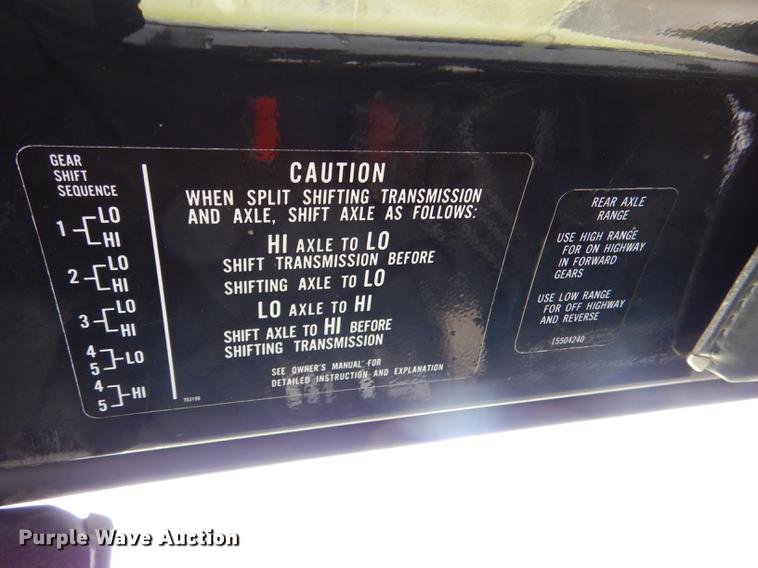 GEAR
SHIFT
SEQUENCE
1 LO
HI
2 LO
HI
3 LO
HI
4
5 LO
4
5 HI
CAUTION
WHEN SPLIT SHIFTING TRANSMISSION
AND AXLE, SHIFT AXLE AS FOLLOWS:
HI AXLE TO LO
SHIFT TRANSMISSION BEFORE
SHIFTING AXLE TO LO
LO AXLE TO HI
SHIFT AXLE TO HI BEFORE
SHIFTING TRANSMISSION
SEE OWNER'S MANUAL FOR
DETAILED INSTRUCTION AND EXPLANATION
REAR AXLE
RANGE
USE HIGH RANGE
FOR ON HIGHWAY
IN FORWARD
GEARS
USE LOW RANGE
FOR OFF HIGHWAY
AND REVERSE
15504240
Purple Wave Auction